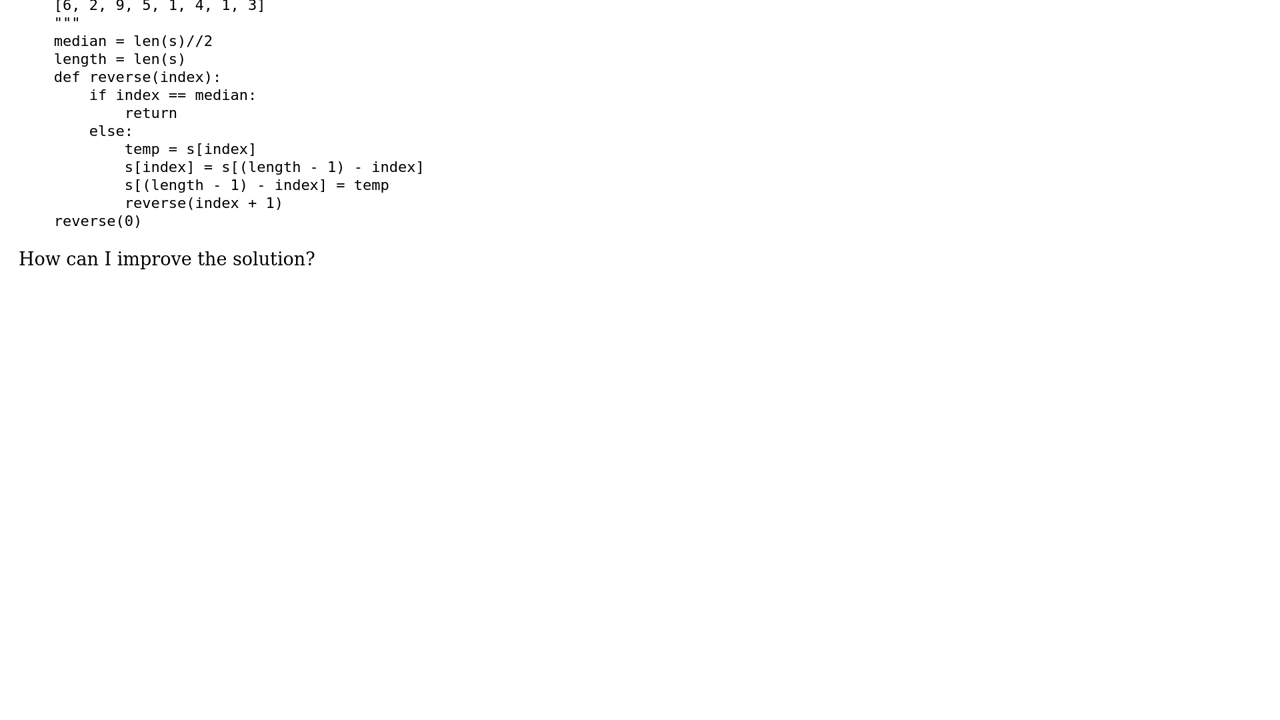 [6, 2, 9, 5, 1, 4, 1, 3]
"""
median = len(s)//2
length = len(s)
def reverse(index):
    if index == median:
        return
    else:
        temp = s[index]
        s[index] = s[(length - 1) - index]
        s[(length - 1) - index] = temp
        reverse(index + 1)
reverse(0)
How can I improve the solution?